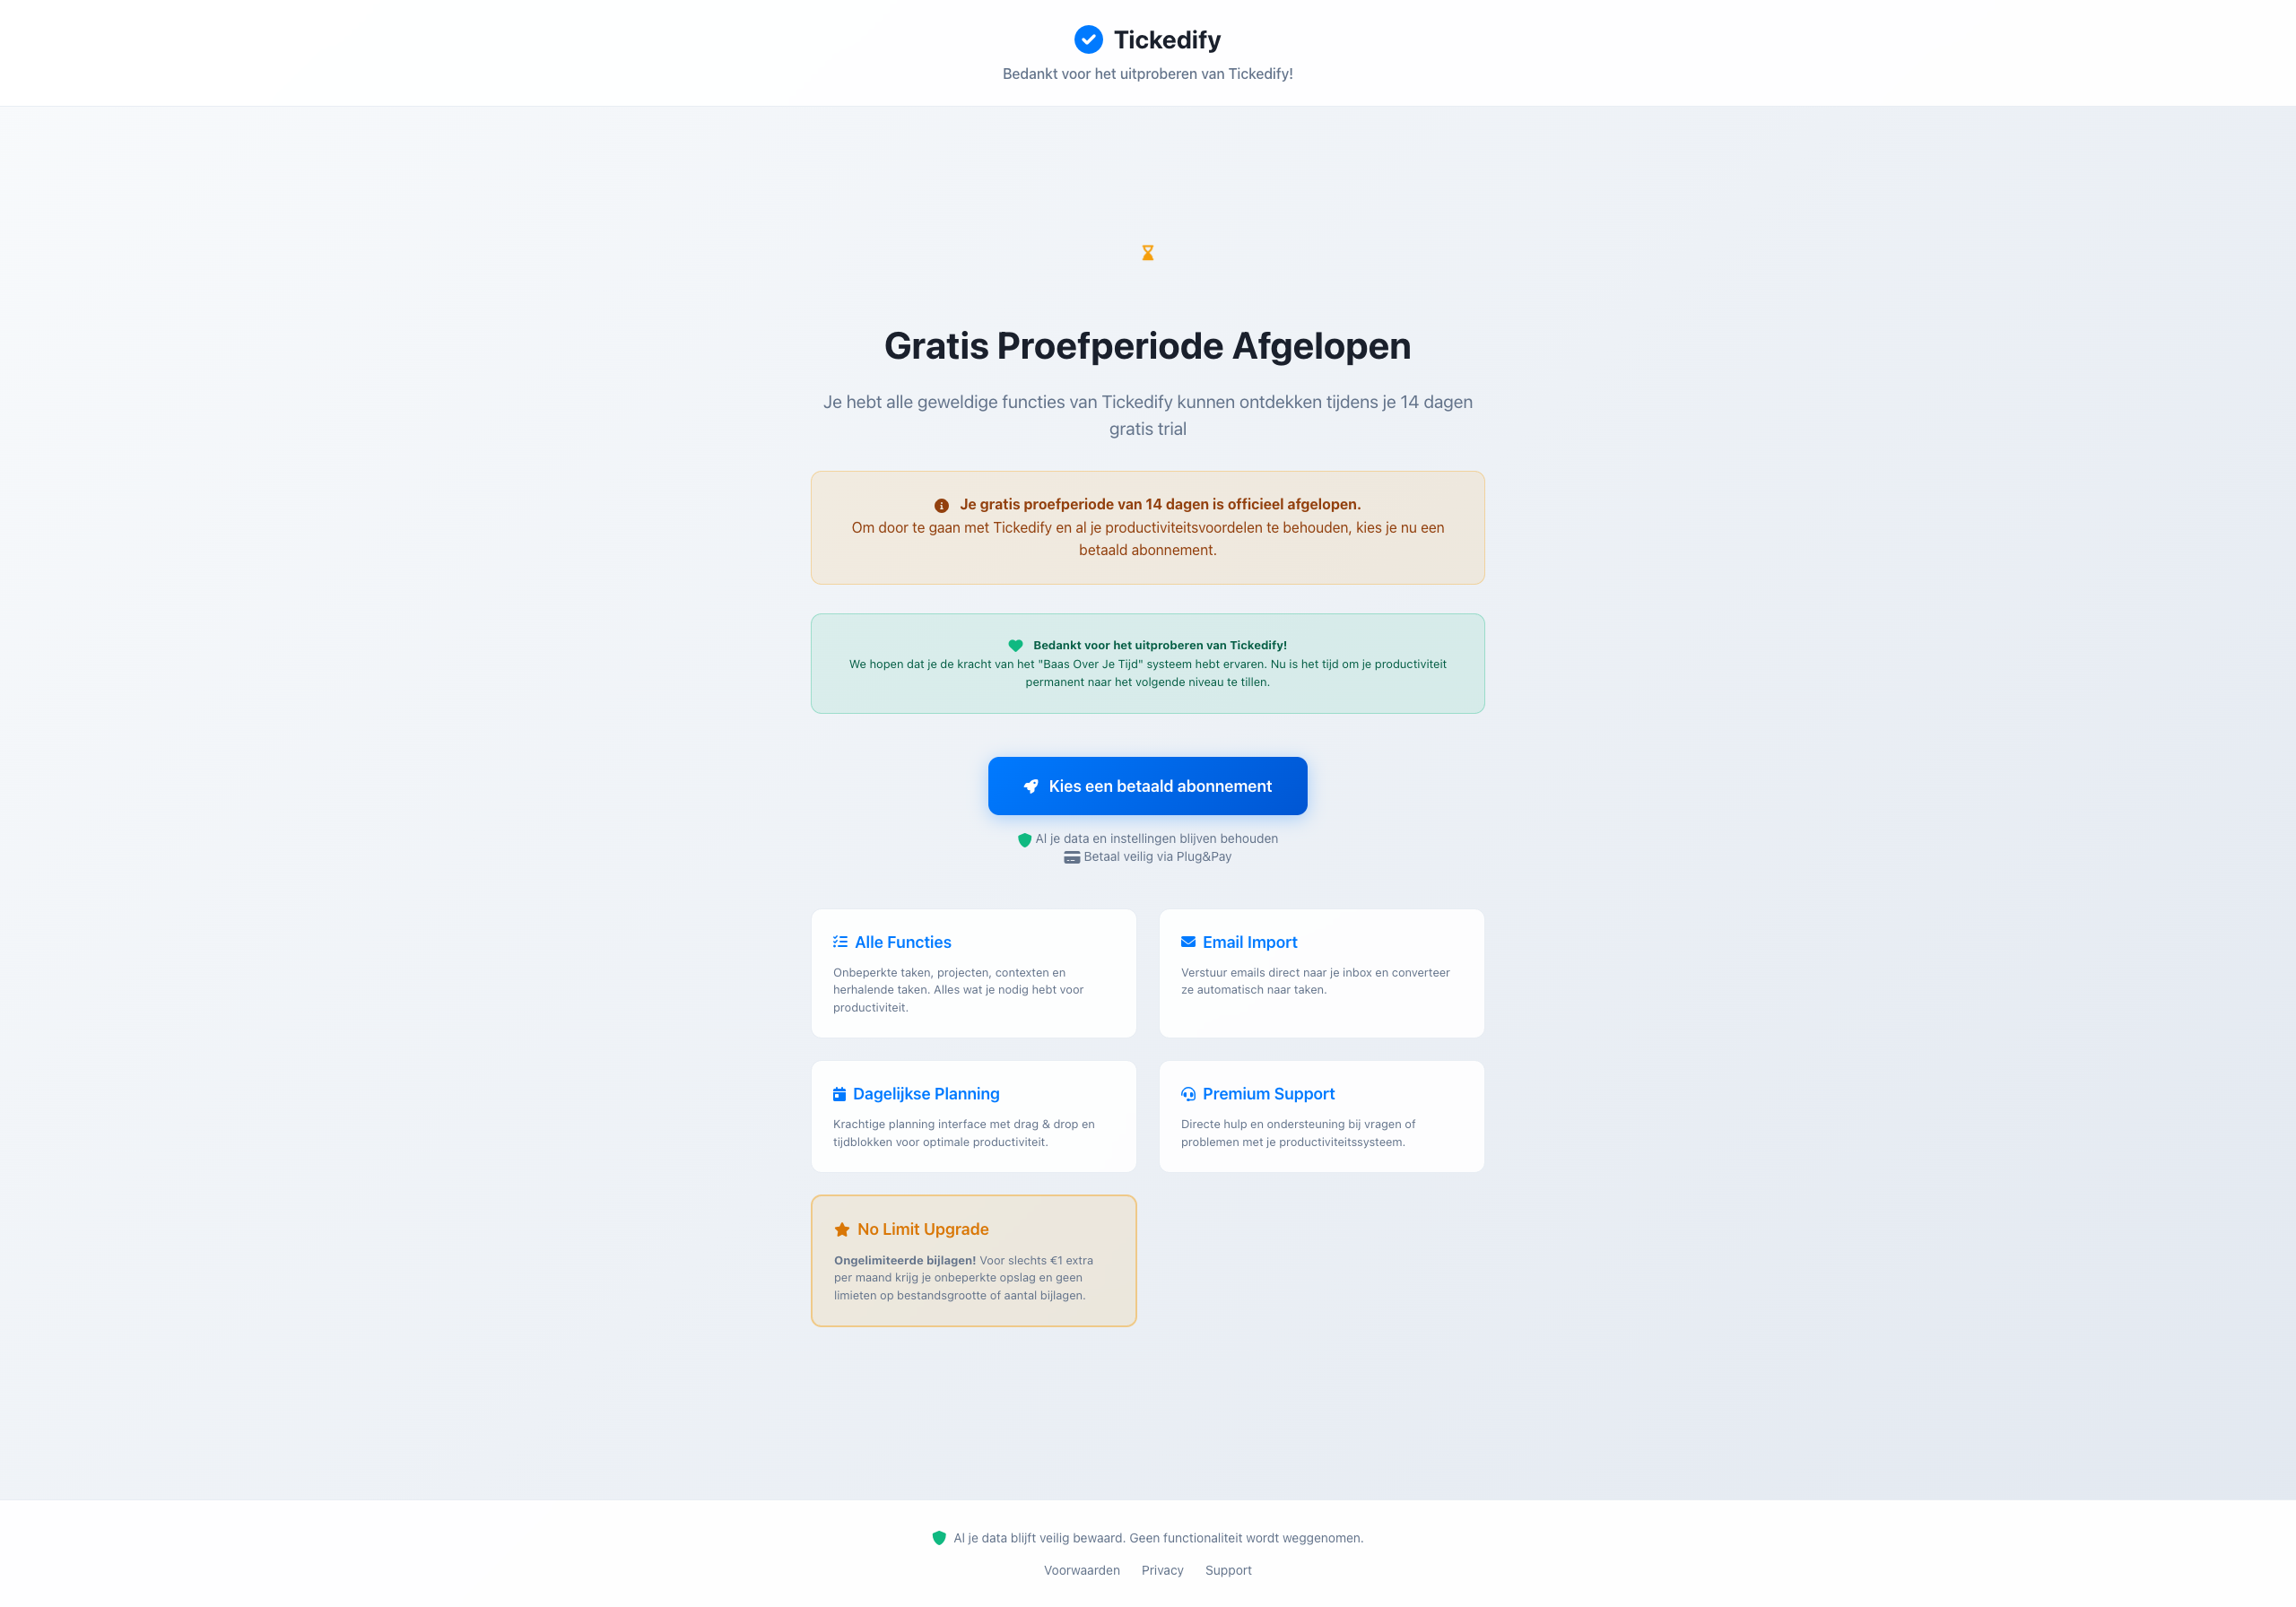 Tickedify
Bedankt voor het uitproberen van Tickedify!
Gratis Proefperiode Afgelopen
Je hebt alle geweldige functies van Tickedify kunnen ontdekken tijdens je 14 dagen
gratis trial
Je gratis proefperiode van 14 dagen is officieel afgelopen.
Om door te gaan met Tickedify en al je productiviteitsvoordelen te behouden, kies je nu een
betaald abonnement.
Bedankt voor het uitproberen van Tickedify!
We hopen dat je de kracht van het "Baas Over Je Tijd" systeem hebt ervaren. Nu is het tijd om je productiviteit
permanent naar het volgende niveau te tillen.
Kies een betaald abonnement
Al je data en instellingen blijven behouden
Betaal veilig via Plug&Pay
Alle Functies
Onbeperkte taken, projecten, contexten en
herhalende taken. Alles wat je nodig hebt voor
productiviteit.
Email Import
Verstuur emails direct naar je inbox en converteer
ze automatisch naar taken.
Dagelijkse Planning
Krachtige planning interface met drag & drop en
tijdblokken voor optimale productiviteit.
Premium Support
Directe hulp en ondersteuning bij vragen of
problemen met je productiviteitssysteem.
No Limit Upgrade
Ongelimiteerde bijlagen! Voor slechts €1 extra
per maand krijg je onbeperkte opslag en geen
limieten op bestandsgrootte of aantal bijlagen.
Al je data blijft veilig bewaard. Geen functionaliteit wordt weggenomen.
Voorwaarden Privacy Support